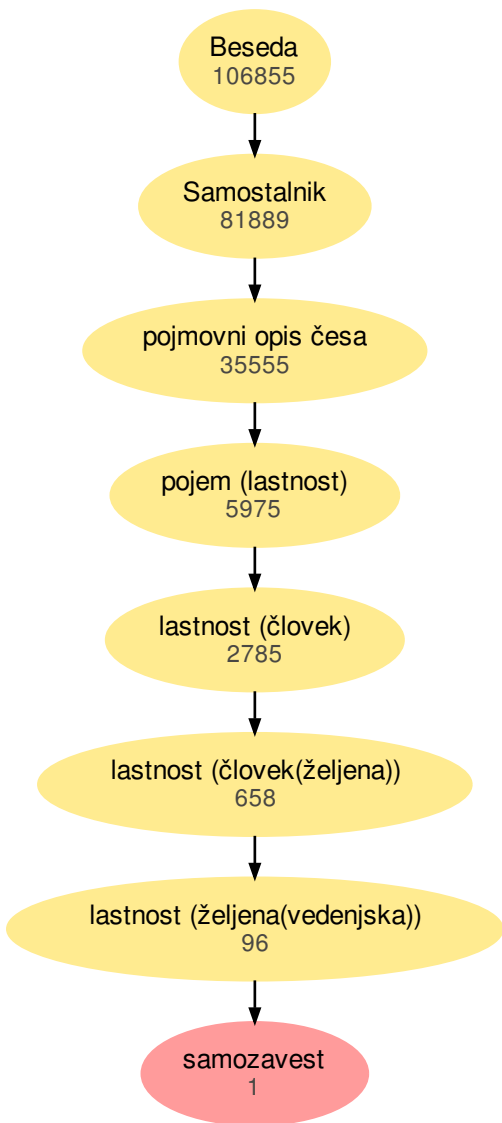 Beseda
106855
Samostalnik
81889
pojmovni opis česa
35555
pojem (lastnost)
5975
lastnost (človek)
2785
lastnost (človek(željena))
658
lastnost (željena(vedenjska))
96
samozavest
1